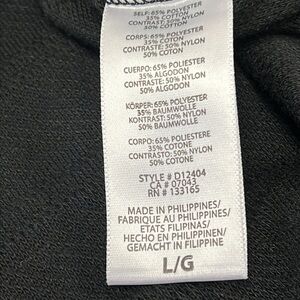 SELF: 65% POLYESTER
35% COTTON
CONTRAST: 50% NYLON
50% COTTON
CORPS: 65% POLYESTER
35% COTON
CONTRASTE: 50% NYLON
50% COTON
CUERPO: 65% POLYESTER
35% ALGODON
CONTRASTE: 50% NYLON
50% ALGODON
KÖRPER: 65% POLYESTER
35% BAUMWOLLE
KONTRAST: 50% NYLON
50% BAUMWOLLE
CORPO: 65% POLIESTERE
35% COTONE
CONTRASTO: 50% NYLON
50% COTONE
STYLE # D12404
CA # 07043
RN # 133165
MADE IN PHILIPPINES/
FABRIQUE AU PHILIPPINES/
ETATS FILIPINAS/
HECHO EN PHILIPPINEN/
GEMACHT IN FILIPPINE
L/G